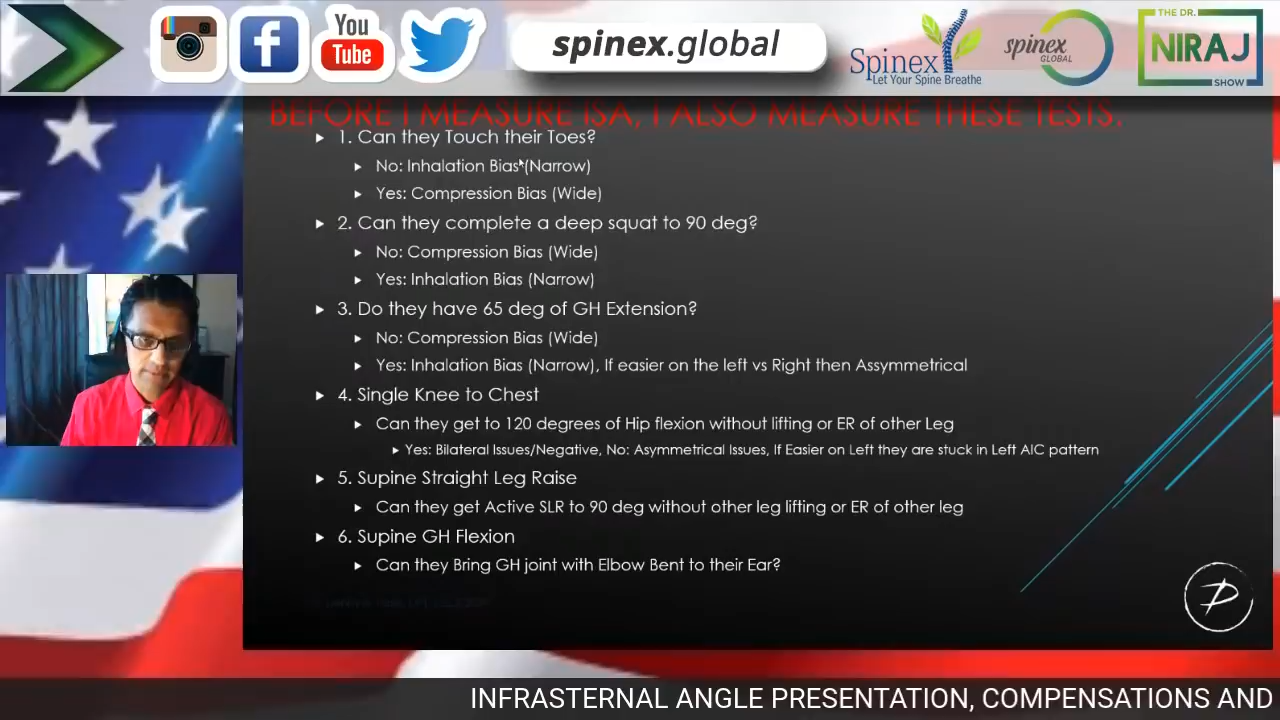 You
Tube
f
spinex.global
Spinex
Let Your Spine Breathe
spinex
GLOBAL
THE DR.
NIRAJ
SHOW
BEFORE I MEASURE ISA, I ALSO MEASURE THESE TESTS.
1. Can they Touch their Toes?
No: Inhalation Bias (Narrow)
Yes: Compression Bias (Wide)
2. Can they complete a deep squat to 90 deg?
No: Compression Bias (Wide)
Yes: Inhalation Bias (Narrow)
3. Do they have 65 deg of GH Extension?
No: Compression Bias (Wide)
Yes: Inhalation Bias (Narrow), If easier on the left vs Right then Assymmetrical
4. Single Knee to Chest
Can they get to 120 degrees of Hip flexion without lifting or ER of other Leg
Yes: Bilateral Issues/Negative, No: Asymmetrical Issues, If Easier on Left they are stuck in Left AIC pattern
5. Supine Straight Leg Raise
Can they get Active SLR to 90 deg without other leg lifting or ER of other leg
6. Supine GH Flexion
Can they Bring GH joint with Elbow Bent to their Ear?
INFRASTERNAL ANGLE PRESENTATION, COMPENSATIONS AND